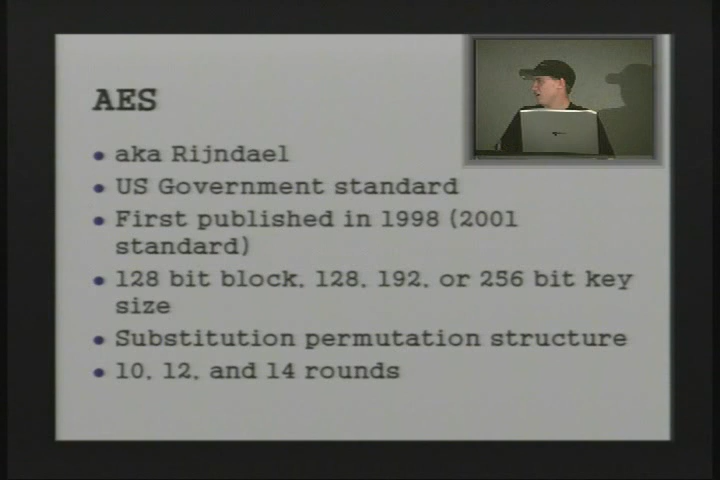 AES
• aka Rijndael
• US Government standard
• First published in 1998 (2001
standard)
• 128 bit block, 128, 192, or 256 bit key
size
• Substitution permutation structure
• 10, 12, and 14 rounds